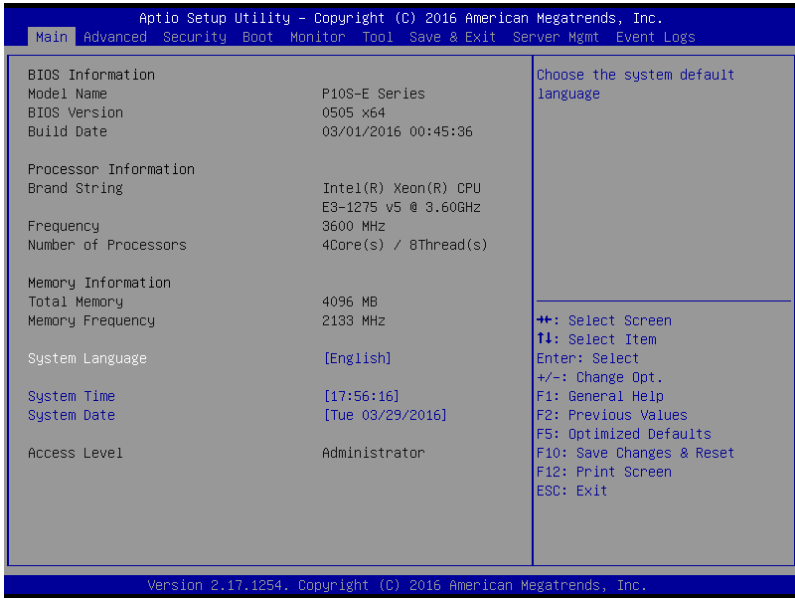 Aptio Setup Utility – Copyright (C) 2016 American Megatrends, Inc.
Main Advanced Security Boot Monitor Tool Save & Exit Server Mgmt Event Logs
BIOS Information
Model Name P10S-E Series
BIOS Version 0505 x64
Build Date 03/01/2016 00:45:36
Processor Information
Brand String Intel(R) Xeon(R) CPU
E3-1275 v5 @ 3.60GHz
Frequency 3600 MHz
Number of Processors 4Core(s) / 8Thread(s)
Memory Information
Total Memory 4096 MB
Memory Frequency 2133 MHz
System Language [English]
System Time [17:56:16]
System Date [Tue 03/29/2016]
Access Level Administrator
Choose the system default
language
→←: Select Screen
↑↓: Select Item
Enter: Select
+/-: Change Opt.
F1: General Help
F2: Previous Values
F5: Optimized Defaults
F10: Save Changes & Reset
F12: Print Screen
ESC: Exit
Version 2.17.1254. Copyright (C) 2016 American Megatrends, Inc.